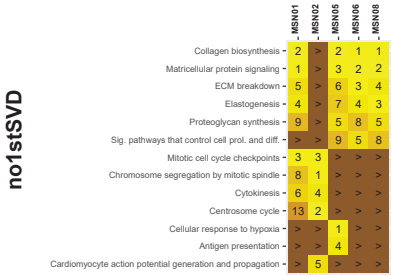 MSN01 MSN02 MSN05 MSN06 MSN08
no1stSVD
Collagen biosynthesis 2 > 2 1 1
Matricellular protein signaling 1 > 3 2 2
ECM breakdown 5 > 6 3 4
Elastogenesis 4 > 7 4 3
Proteoglycan synthesis 9 > 5 8 5
Sig. pathways that control cell prol. and diff. > > 9 5 8
Mitotic cell cycle checkpoints 3 3 > > >
Chromosome segregation by mitotic spindle 8 1 > > >
Cytokinesis 6 4 > > >
Centrosome cycle 13 2 > > >
Cellular response to hypoxia > > 1 > >
Antigen presentation > > 4 > >
Cardiomyocyte action potential generation and propagation > 5 > > >